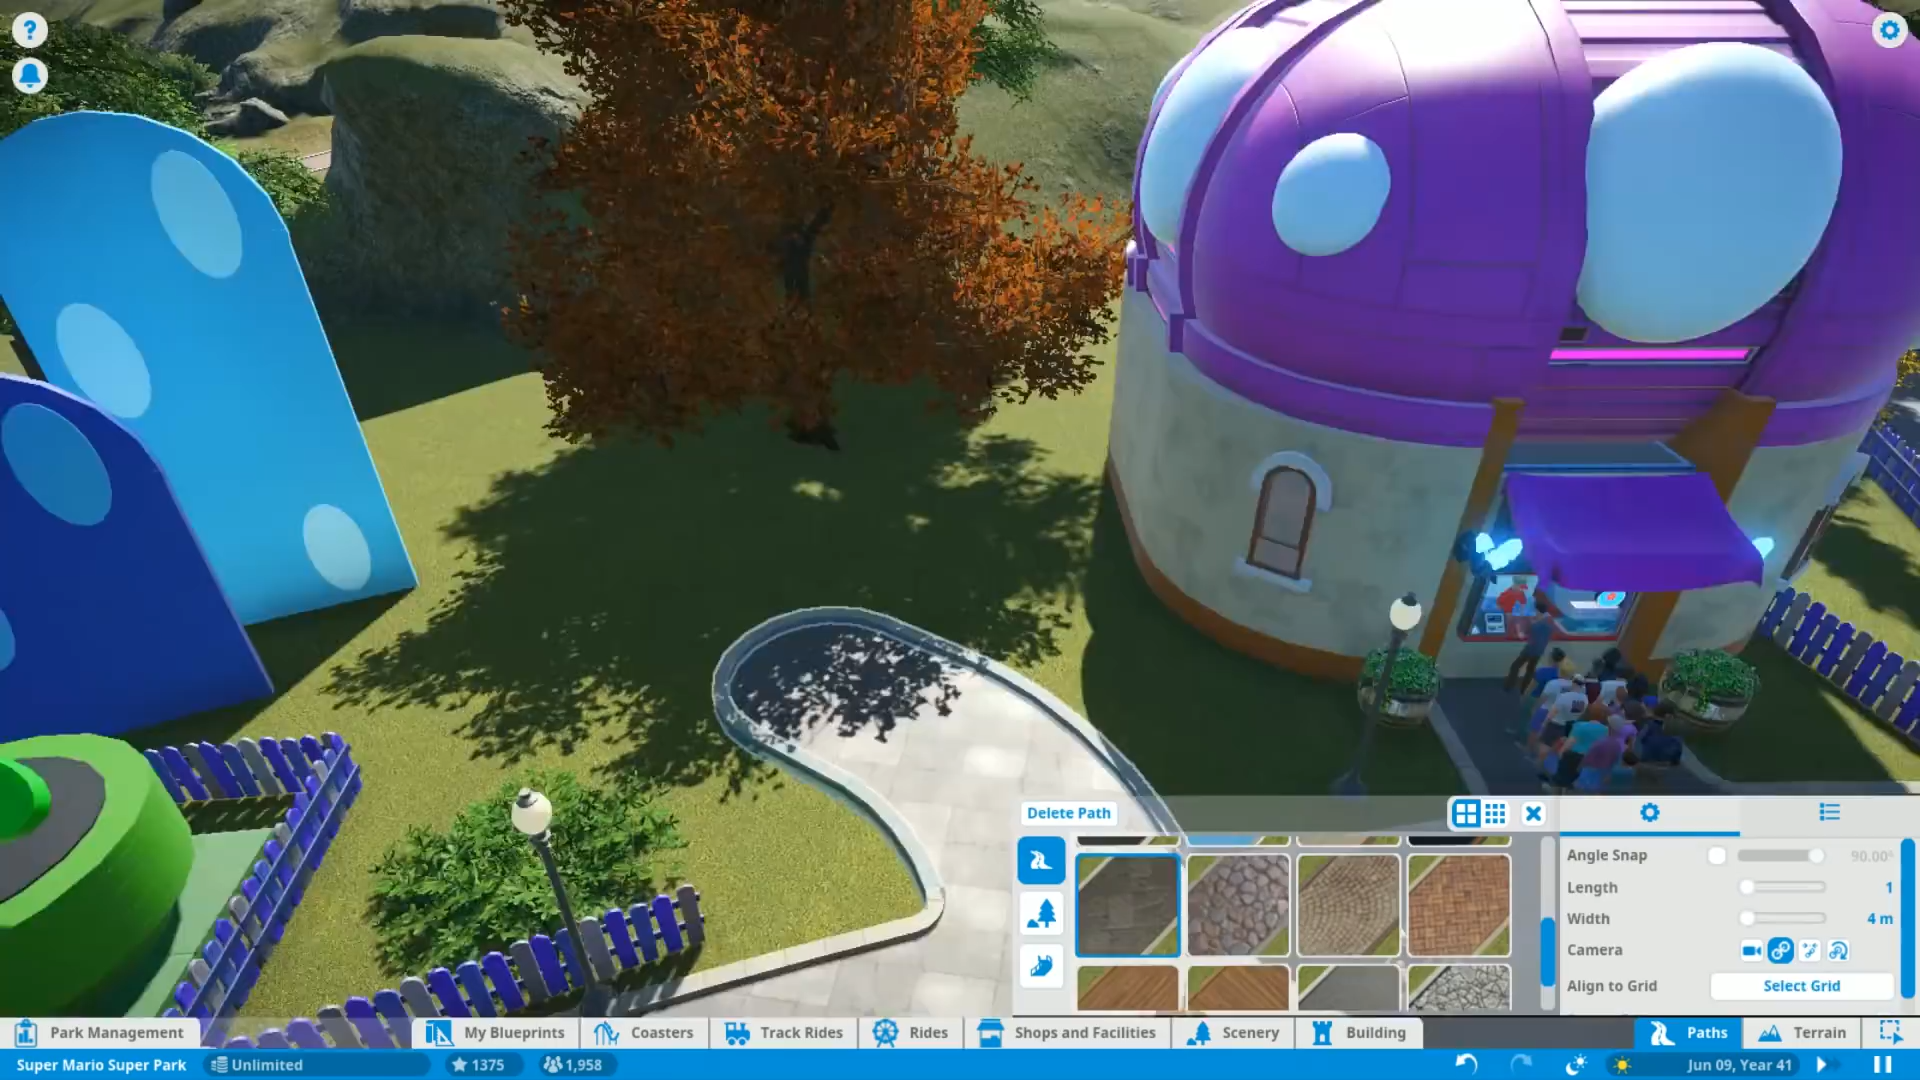 ?
Delete Path
Angle Snap 90.00°
Length 1
Width 4 m
Camera
Align to Grid Select Grid
Park Management My Blueprints Coasters Track Rides Rides Shops and Facilities Scenery Building Paths Terrain
Super Mario Super Park Unlimited 1375 1,958 Jun 09, Year 41